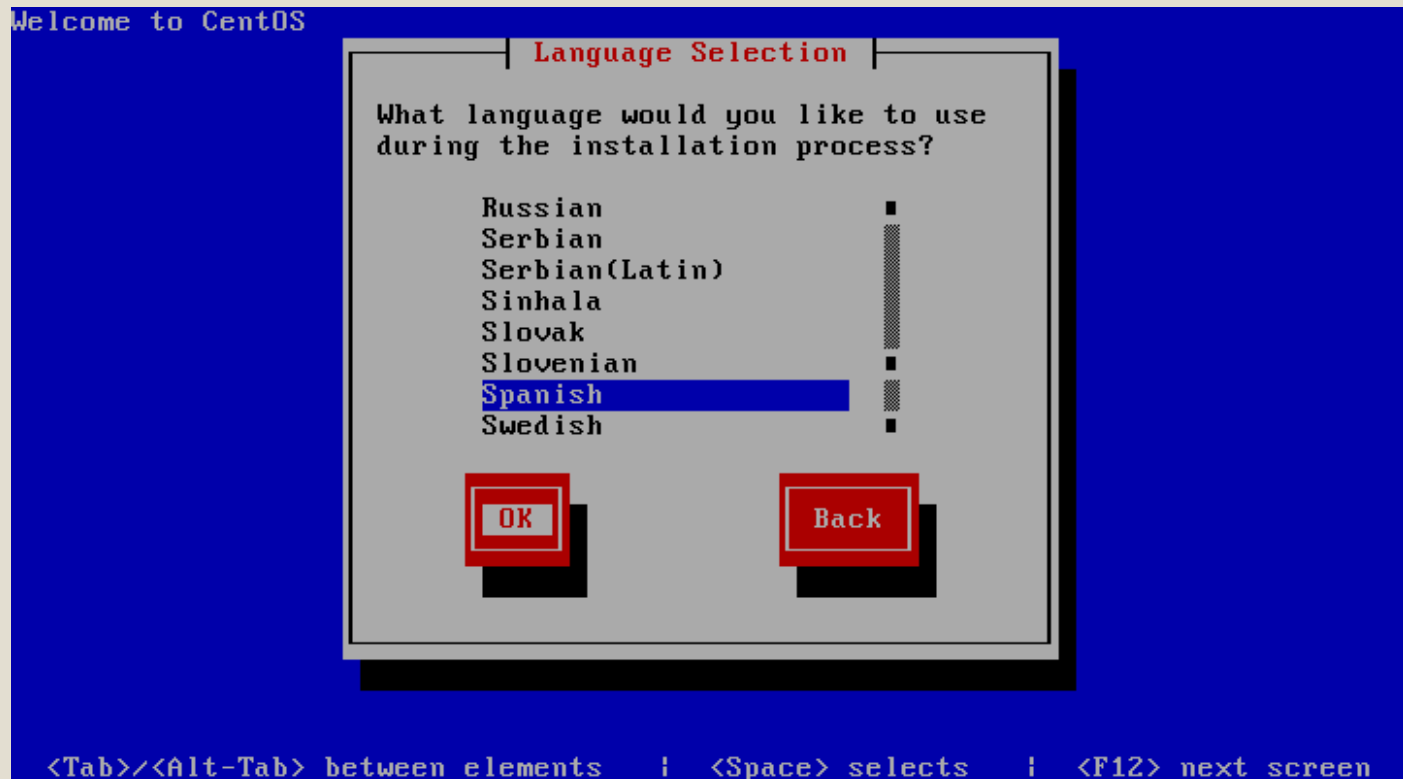 Welcome to CentOS
Language Selection
What language would you like to use
during the installation process?
Russian
Serbian
Serbian(Latin)
Sinhala
Slovak
Slovenian
Spanish
Swedish
OK Back
<Tab>/<Alt-Tab> between elements | <Space> selects | <F12> next screen